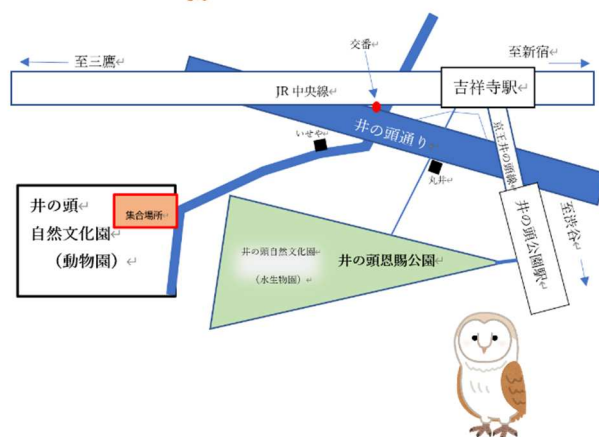 交番
至三鷹
至新宿
JR 中央線
吉祥寺駅
井の頭通り
京王井の頭線
いせや
丸井
井の頭
自然文化園
（動物園）
集合場所
井の頭自然文化園
（水生物園）
井の頭恩賜公園
井の頭公園駅
至渋谷